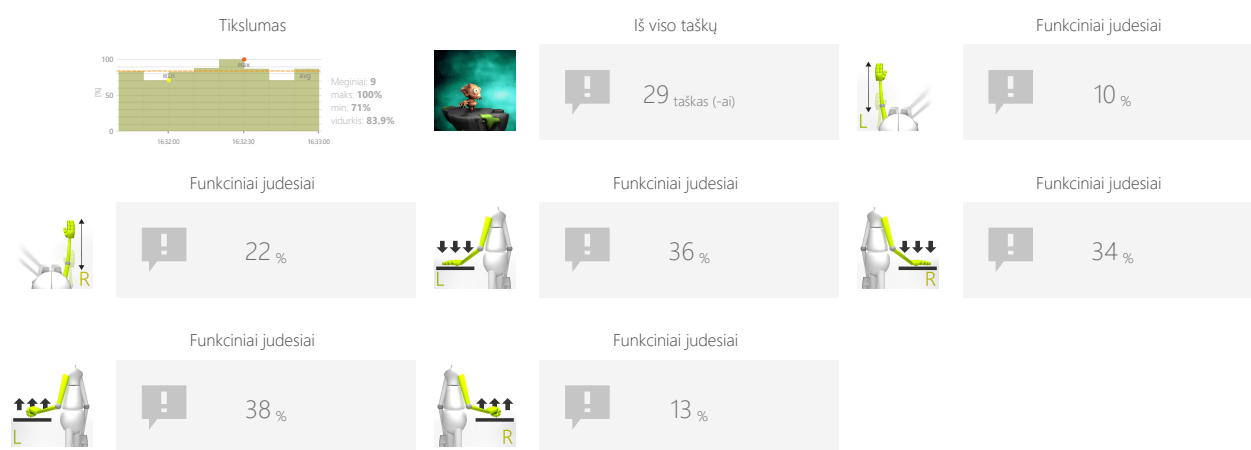 Tikslumas
Iš viso taškų
Funkciniai judesiai
100
50
0
[%]
min
max
avg
16:32:00
16:32:30
16:33:00
Mėginiai: 9
maks: 100%
min: 71%
vidurkis: 83.9%
29 taškas (-ai)
L
10 %
Funkciniai judesiai
Funkciniai judesiai
Funkciniai judesiai
R
22 %
L
36 %
R
34 %
Funkciniai judesiai
Funkciniai judesiai
L
38 %
R
13 %